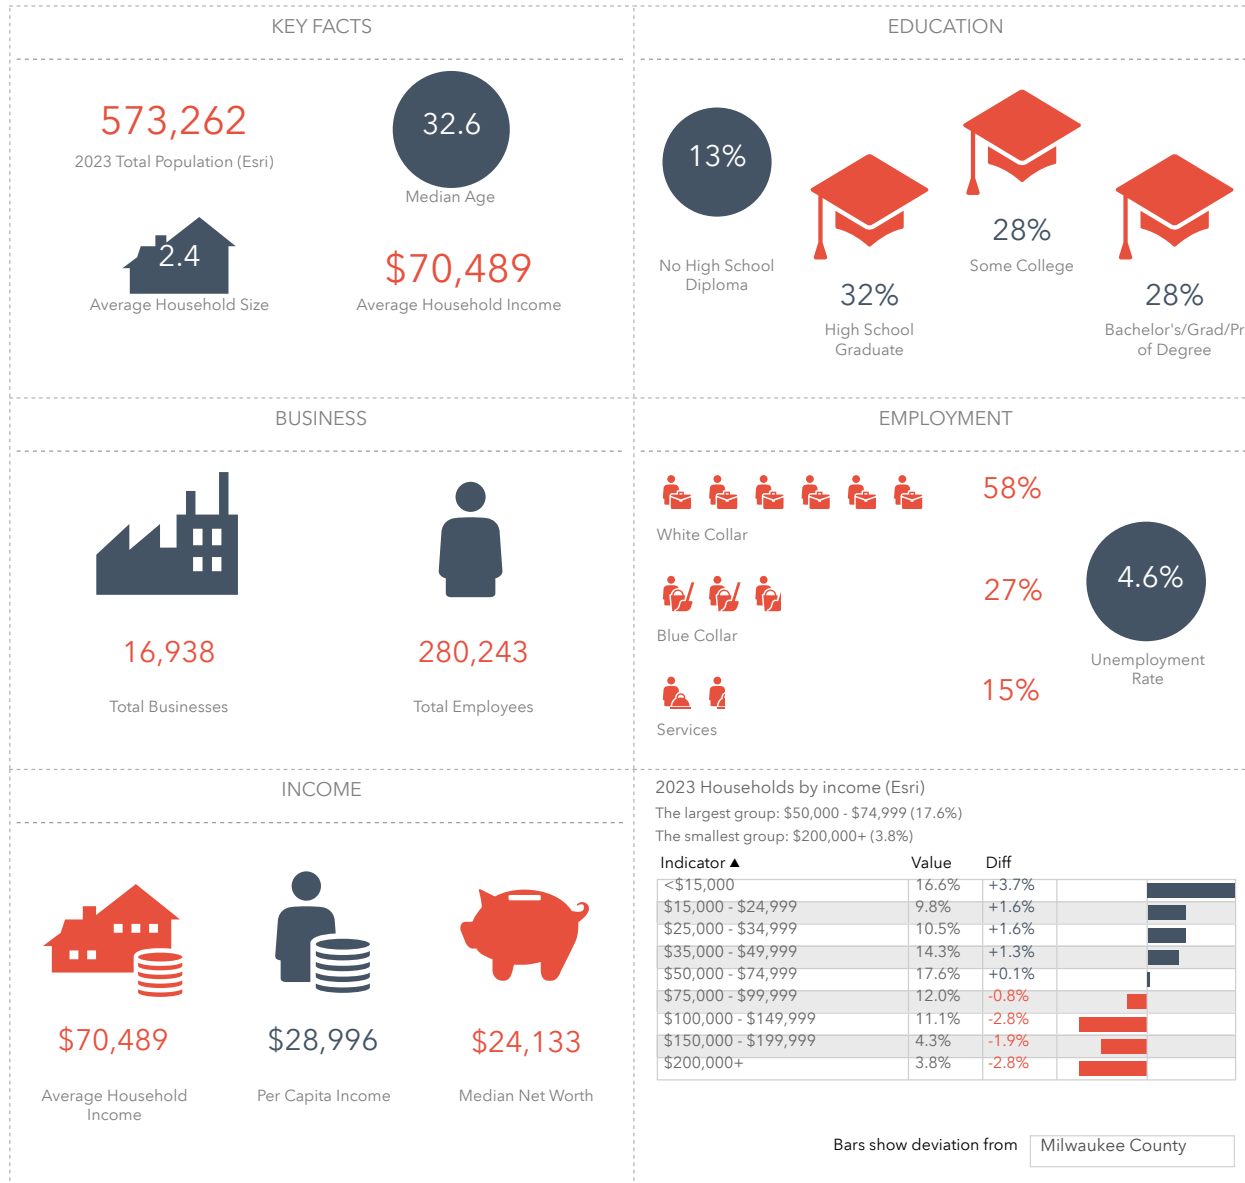 KEY FACTS
573,262
2023 Total Population (Esri)
32.6
Median Age
2.4
Average Household Size
$70,489
Average Household Income
EDUCATION
13%
No High School
Diploma
32%
High School
Graduate
28%
Some College
28%
Bachelor's/Grad/Pr
of Degree
BUSINESS
16,938
Total Businesses
280,243
Total Employees
EMPLOYMENT
58%
White Collar
27%
Blue Collar
15%
Services
4.6%
Unemployment
Rate
INCOME
$70,489
Average Household
Income
$28,996
Per Capita Income
$24,133
Median Net Worth
2023 Households by income (Esri)
The largest group: $50,000 - $74,999 (17.6%)
The smallest group: $200,000+ (3.8%)
Indicator ▲ Value Diff
<$15,000 16.6% +3.7%
$15,000 - $24,999 9.8% +1.6%
$25,000 - $34,999 10.5% +1.6%
$35,000 - $49,999 14.3% +1.3%
$50,000 - $74,999 17.6% +0.1%
$75,000 - $99,999 12.0% -0.8%
$100,000 - $149,999 11.1% -2.8%
$150,000 - $199,999 4.3% -1.9%
$200,000+ 3.8% -2.8%
Bars show deviation from Milwaukee County